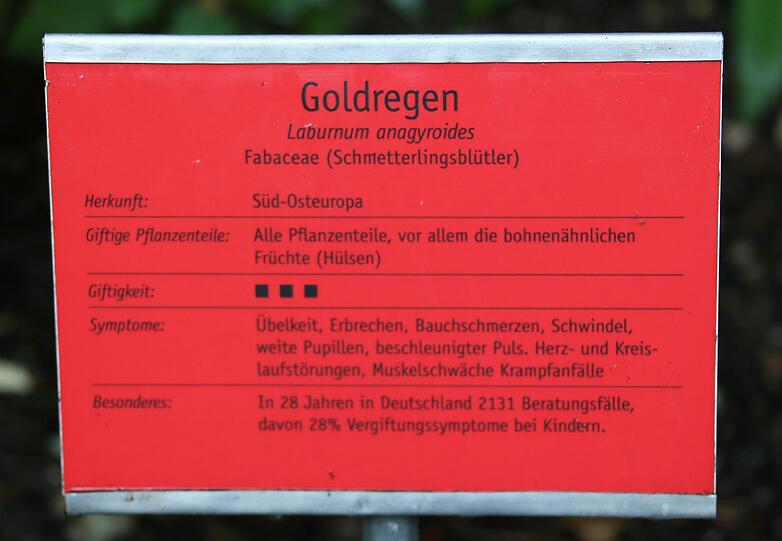 Goldregen
Laburnum anagyroides
Fabaceae (Schmetterlingsblütler)
Herkunft: Süd-Osteuropa
Giftige Pflanzenteile: Alle Pflanzenteile, vor allem die bohnenähnlichen
Früchte (Hülsen)
Giftigkeit: ■ ■ ■
Symptome: Übelkeit, Erbrechen, Bauchschmerzen, Schwindel,
weite Pupillen, beschleunigter Puls. Herz- und Kreis-
laufstörungen, Muskelschwäche Krampfanfälle
Besonderes: In 28 Jahren in Deutschland 2131 Beratungsfälle,
davon 28% Vergiftungssymptome bei Kindern.